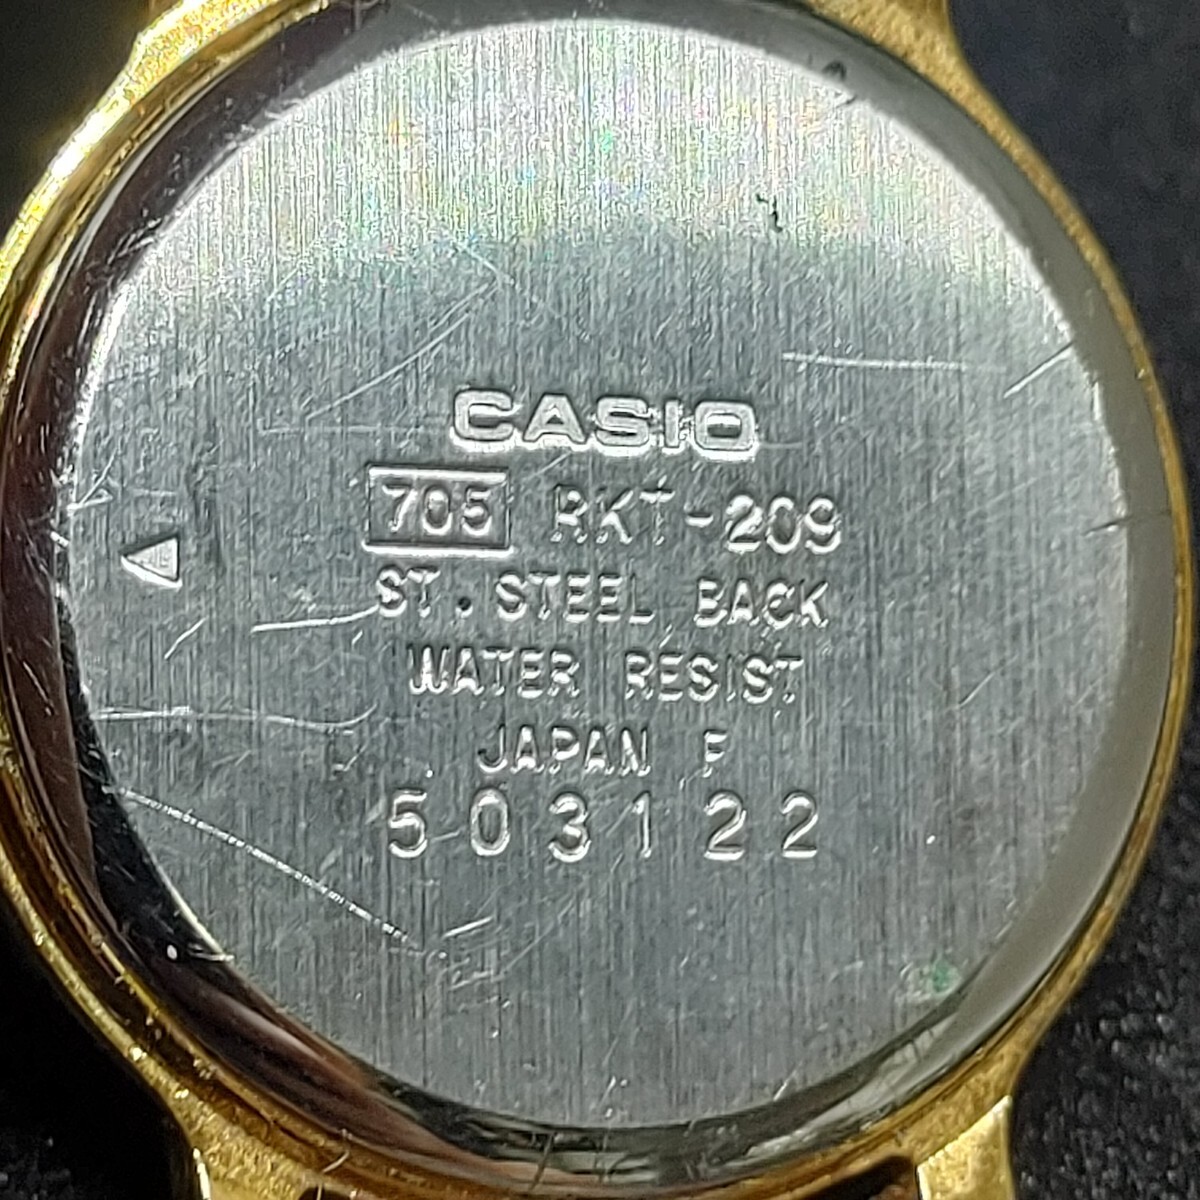 CASIO
705 RKT-209
ST. STEEL BACK
WATER RESIST
JAPAN F
503122